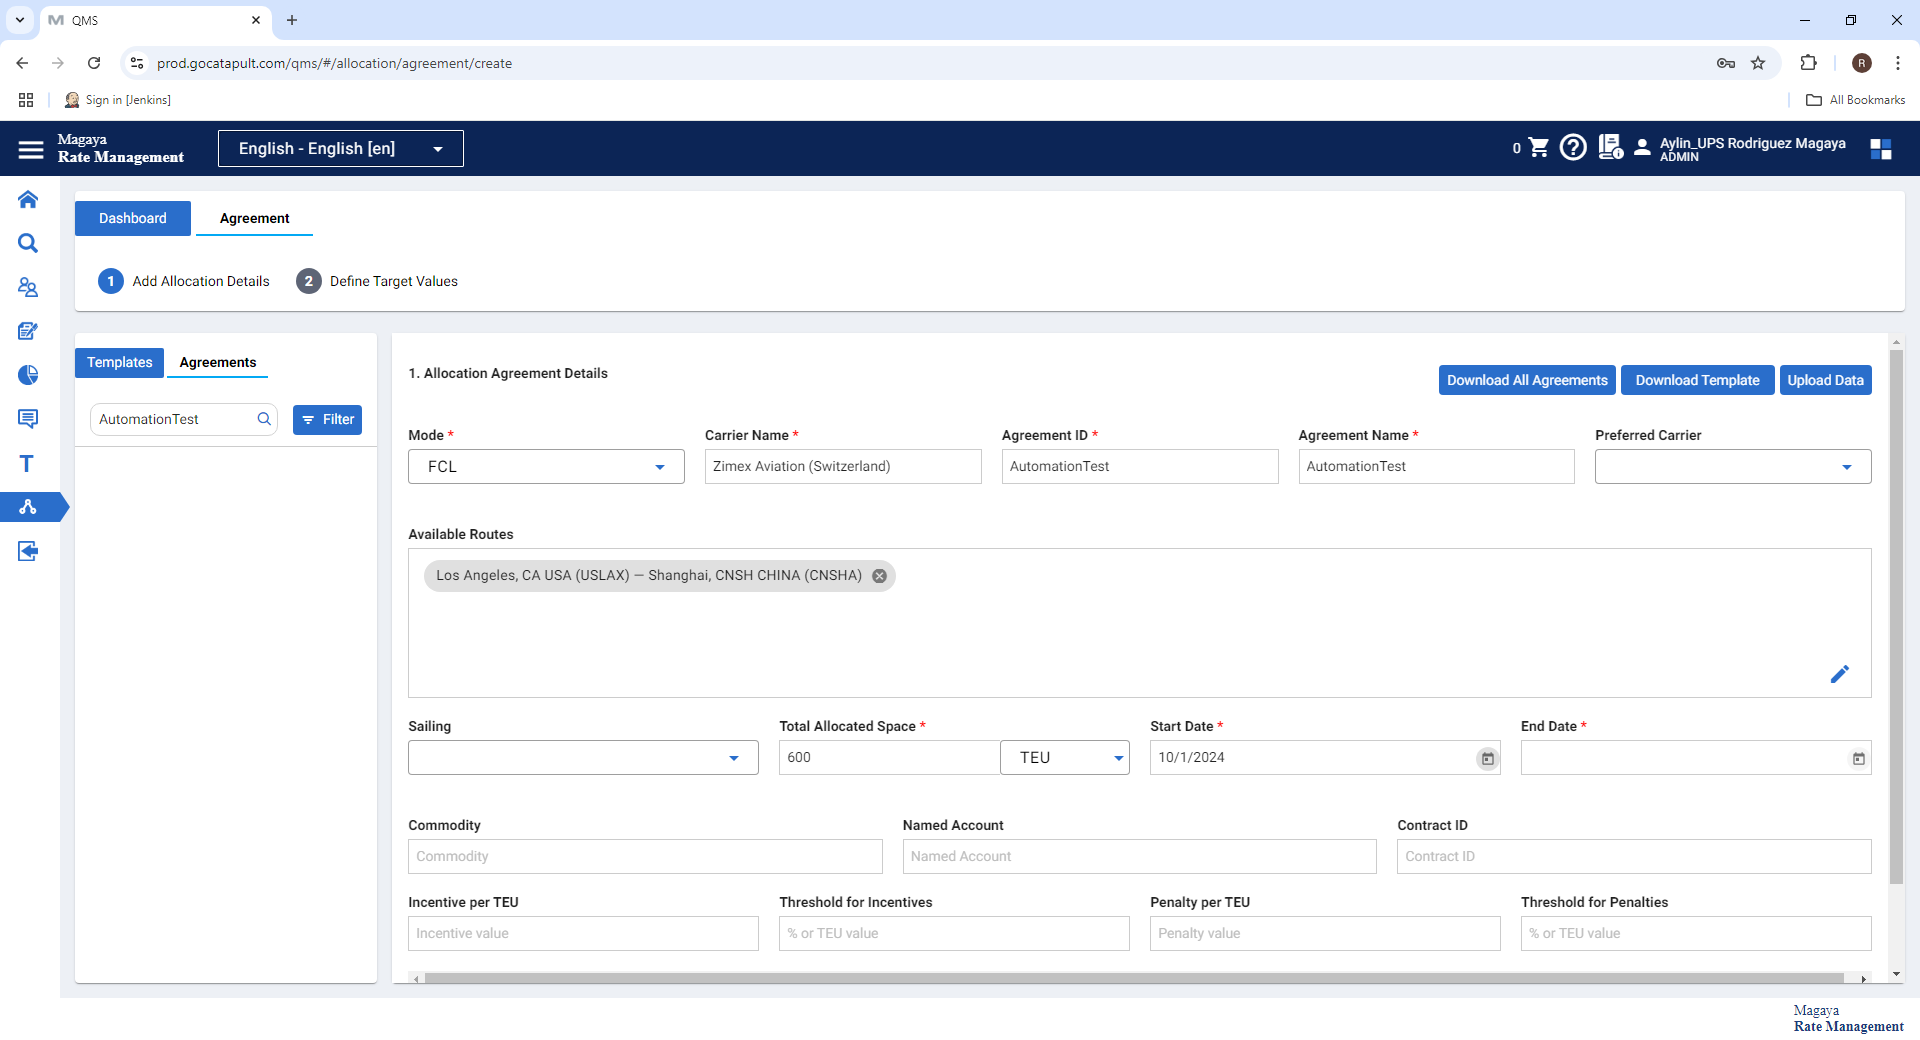 QMS
prod.gocatapult.com/qms/#/allocation/agreement/create
R
Sign in [Jenkins]
All Bookmarks
Magaya
Rate Management
English - English [en]
0
Aylin_UPS Rodriguez Magaya
ADMIN
Dashboard
Agreement
1 Add Allocation Details
2 Define Target Values
Templates
Agreements
AutomationTest
Filter
1. Allocation Agreement Details
Download All Agreements
Download Template
Upload Data
Mode *
Carrier Name *
Agreement ID *
Agreement Name *
Preferred Carrier
FCL
Zimex Aviation (Switzerland)
AutomationTest
AutomationTest
Available Routes
Los Angeles, CA USA (USLAX) — Shanghai, CNSH CHINA (CNSHA)
T
Sailing
Total Allocated Space *
Start Date *
End Date *
600
TEU
10/1/2024
Commodity
Named Account
Contract ID
Commodity
Named Account
Contract ID
Incentive per TEU
Threshold for Incentives
Penalty per TEU
Threshold for Penalties
Incentive value
% or TEU value
Penalty value
% or TEU value
Magaya
Rate Management